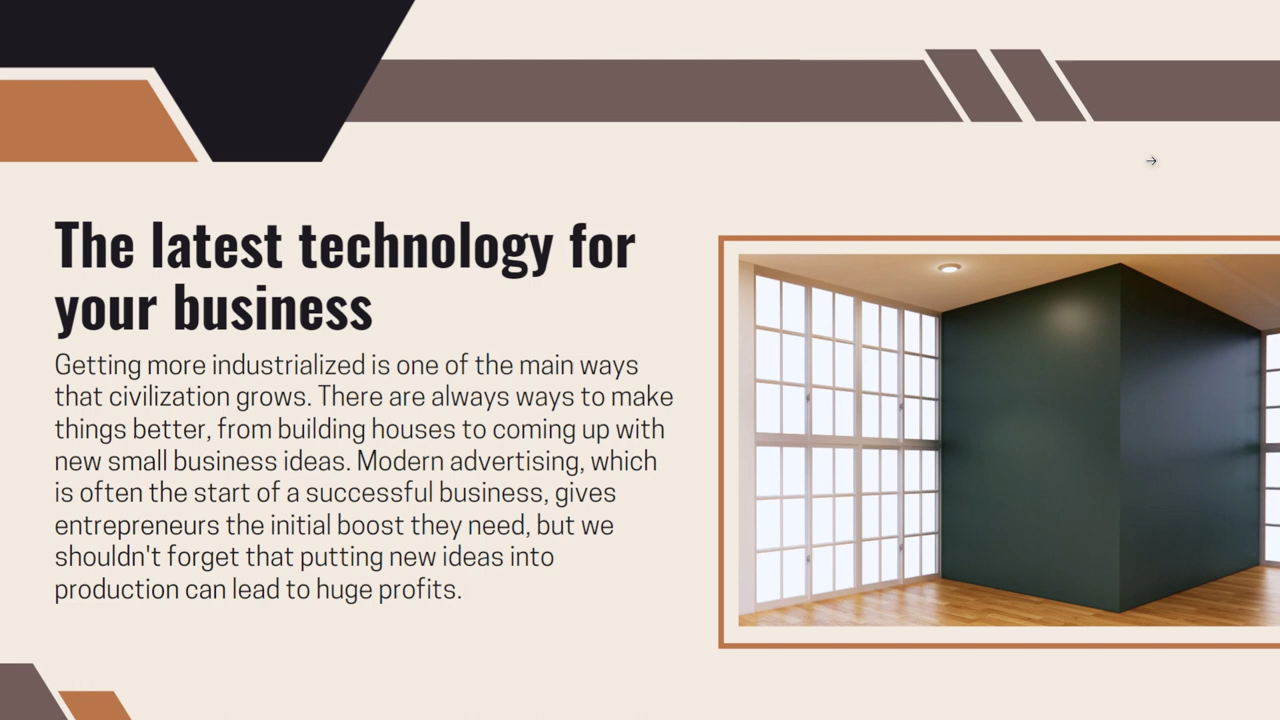 The latest technology for
your business
Getting more industrialized is one of the main ways
that civilization grows. There are always ways to make
things better, from building houses to coming up with
new small business ideas. Modern advertising, which
is often the start of a successful business, gives
entrepreneurs the initial boost they need, but we
shouldn't forget that putting new ideas into
production can lead to huge profits.